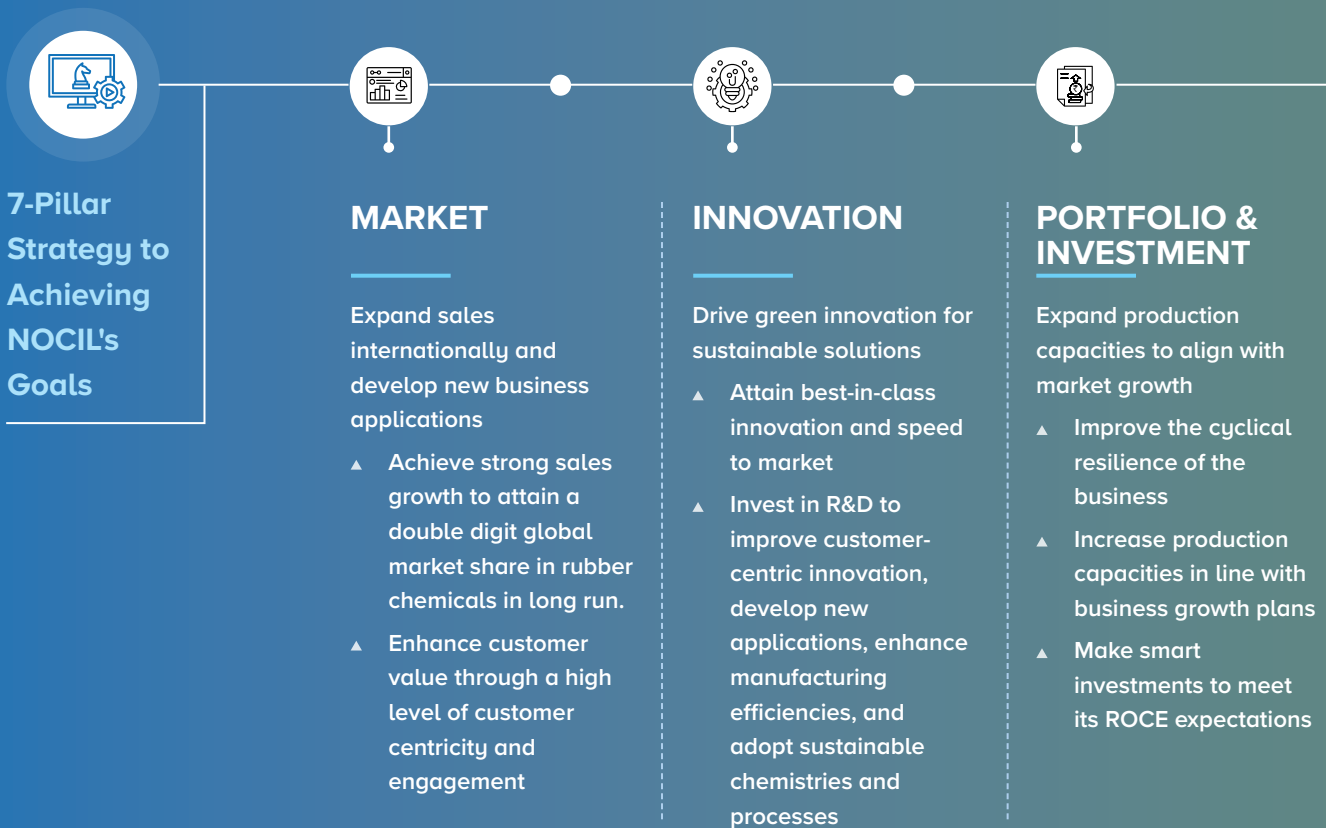 7-Pillar
Strategy to
Achieving
NOCIL's
Goals
MARKET
Expand sales
internationally and
develop new business
applications
▲ Achieve strong sales
growth to attain a
double digit global
market share in rubber
chemicals in long run.
▲ Enhance customer
value through a high
level of customer
centricity and
engagement
INNOVATION
Drive green innovation for
sustainable solutions
▲ Attain best-in-class
innovation and speed
to market
▲ Invest in R&D to
improve customer-
centric innovation,
develop new
applications, enhance
manufacturing
efficiencies, and
adopt sustainable
chemistries and
processes
PORTFOLIO &
INVESTMENT
Expand production
capacities to align with
market growth
▲ Improve the cyclical
resilience of the
business
▲ Increase production
capacities in line with
business growth plans
▲ Make smart
investments to meet
its ROCE expectations